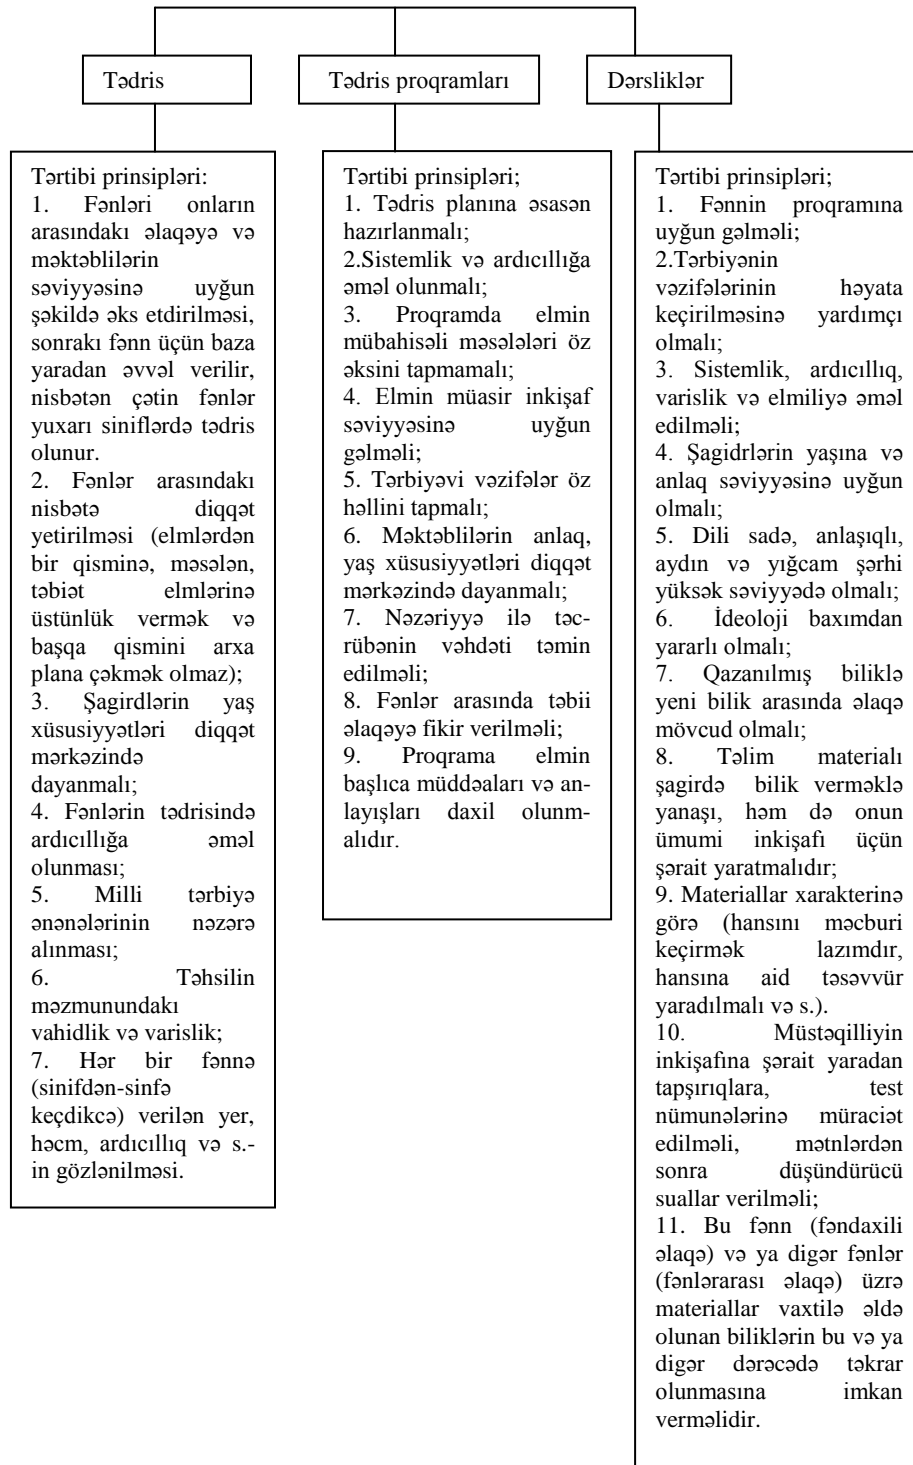 Tədris
Tədris proqramları
Dərsliklər
Tərtibi prinsipləri:
1. Fənləri onların
arasındakı əlaqəyə və
məktəblilərin
səviyyəsinə uyğun
şəkildə əks etdirilməsi,
sonrakı fənn üçün baza
yaradan əvvəl verilir,
nisbətən çətin fənlər
yuxarı siniflərdə tədris
olunur.
2. Fənlər arasındakı
nisbətə diqqət
yetirilməsi (elmlərdən
bir qisminə, məsələn,
təbiət elmlərinə
üstünlük vermək və
başqa qismini arxa
plana çəkmək olmaz);
3. Şagirdlərin yaş
xüsusiyyətləri diqqət
mərkəzində
dayanmalı;
4. Fənlərin tədrisində
ardıcıllığa əməl
olunması;
5. Milli tərbiyə
ənənələrinin nəzərə
alınması;
6. Təhsilin
məzmunundakı
vahidlik və varislik;
7. Hər bir fənnə
(sinifdən-sinfə
keçdikcə) verilən yer,
həcm, ardıcıllıq və s.-
in gözlənilməsi.
Tərtibi prinsipləri;
1. Tədris planına əsasən
hazırlanmalı;
2.Sistemlik və ardıcıllığa
əməl olunmalı;
3. Proqramda elmin
mübahisəli məsələləri öz
əksini tapmamalı;
4. Elmin müasir inkişaf
səviyyəsinə uyğun
gəlməli;
5. Tərbiyəvi vəzifələr öz
həllini tapmalı;
6. Məktəblilərin anlaq,
yaş xüsusiyyətləri diqqət
mərkəzində dayanmalı;
7. Nəzəriyyə ilə təc-
rübənin vəhdəti təmin
edilməli;
8. Fənlər arasında təbii
əlaqəyə fikir verilməli;
9. Proqrama elmin
başlıca müddəaları və an-
layışları daxil olunm-
alıdır.
Tərtibi prinsipləri;
1. Fənnin proqramına
uyğun gəlməli;
2.Tərbiyənin
vəzifələrinin həyata
keçirilməsinə yardımçı
olmalı;
3. Sistemlik, ardıcıllıq,
varislik və elmiliyə əməl
edilməli;
4. Şagidrlərin yaşına və
anlaq səviyyəsinə uyğun
olmalı;
5. Dili sadə, anlaşıqlı,
aydın və yığcam şərhi
yüksək səviyyədə olmalı;
6. İdeoloji baxımdan
yararlı olmalı;
7. Qazanılmış biliklə
yeni bilik arasında əlaqə
mövcud olmalı;
8. Təlim materialı
şagirdə bilik verməklə
yanaşı, həm də onun
ümumi inkişafı üçün
şərait yaratmalıdır;
9. Materiallar xarakterinə
görə (hansını məcburi
keçirmək lazımdır,
hansına aid təsəvvür
yaradılmalı və s.).
10. Müstəqilliyin
inkişafına şərait yaradan
tapşırıqlara, test
nümunələrinə müraciət
edilməli, mətnlərdən
sonra düşündürücü
suallar verilməli;
11. Bu fənn (fəndaxili
əlaqə) və ya digər fənlər
(fənlərarası əlaqə) üzrə
materiallar vaxtilə əldə
olunan biliklərin bu və ya
digər dərəcədə təkrar
olunmasına imkan
verməlidir.